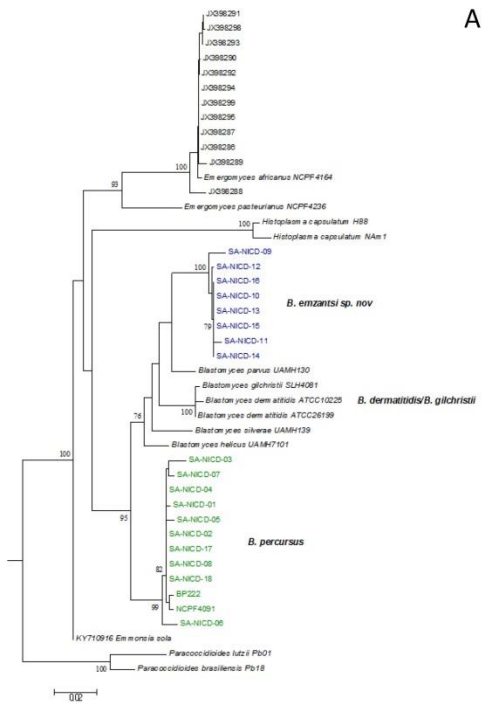 A
JX398291
JX398298
JX398293
JX398290
JX398292
JX398294
JX398299
JX398295
JX398287
JX398286
100
JX398289
Emergomyces africanus NCPF4164
93
JX398288
Emergomyces pasteurianus NCPF4236
Histoplasma capsulatum H88
100
Histoplasma capsulatum NAm1
SA-NICD-09
100
SA-NICD-12
SA-NICD-16
SA-NICD-10
B. emzantsi sp. nov
SA-NICD-13
SA-NICD-15
79
SA-NICD-11
SA-NICD-14
Blastomyces parvus UAMH130
Blastomyces gilchristii SLH4081
Blastomyces dermatitidis ATCC10225
B. dermatitidis/B. gilchristii
100
Blastomyces dermatitidis ATCC26199
76
Blastomyces silverae UAMH139
Blastomyces helicus UAMH7101
100
SA-NICD-03
SA-NICD-07
SA-NICD-04
SA-NICD-01
95
SA-NICD-05
SA-NICD-02
B. percursus
SA-NICD-17
SA-NICD-08
82
SA-NICD-18
BP222
99
NCPF4091
SA-NICD-06
KY710916 Emmonsia sola
Paracoccidioides lutzii Pb01
100
Paracoccidioides brasiliensis Pb18
0.02